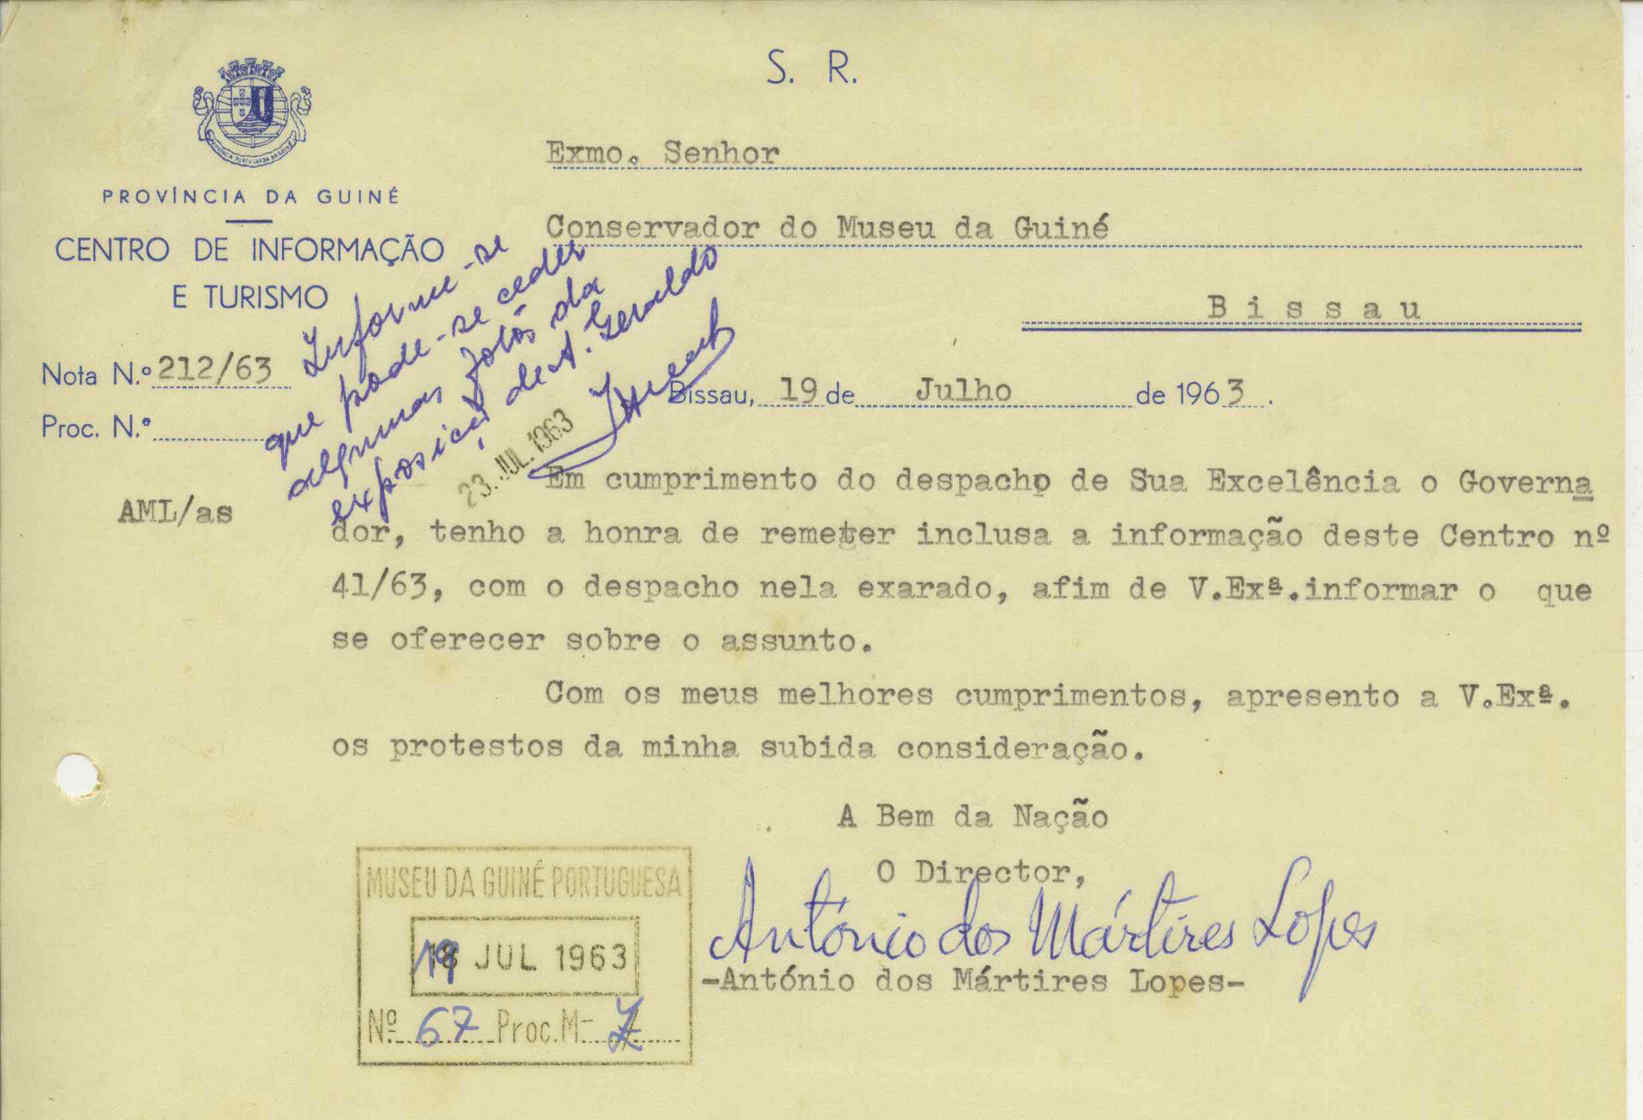 S. R.
PROVÍNCIA DA GUINÉ
CENTRO DE INFORMAÇÃO
E TURISMO
Nota N.º 212/63
Proc. N.º
AML/as
Exmo. Senhor
Conservador do Museu da Guiné
Bissau
Informe-se
que pode-se ceder
algumas fotos da
exposiçã de A. Geraldo
23. JUL. 1963
Bissau, 19 de Julho de 1963.
Em cumprimento do despacho de Sua Excelência o Governa
dor, tenho a honra de remeter inclusa a informação deste Centro nº
41/63, com o despacho nela exarado, afim de V.Exª.informar o que
se oferecer sobre o assunto.
Com os meus melhores cumprimentos, apresento a V.Exª.
os protestos da minha subida consideração.
A Bem da Nação
O Director,
António dos Mártires Lopes
-António dos Mártires Lopes-
MUSEU DA GUINÉ PORTUGUESA
19 JUL 1963
Nº 67 Proc. M-7